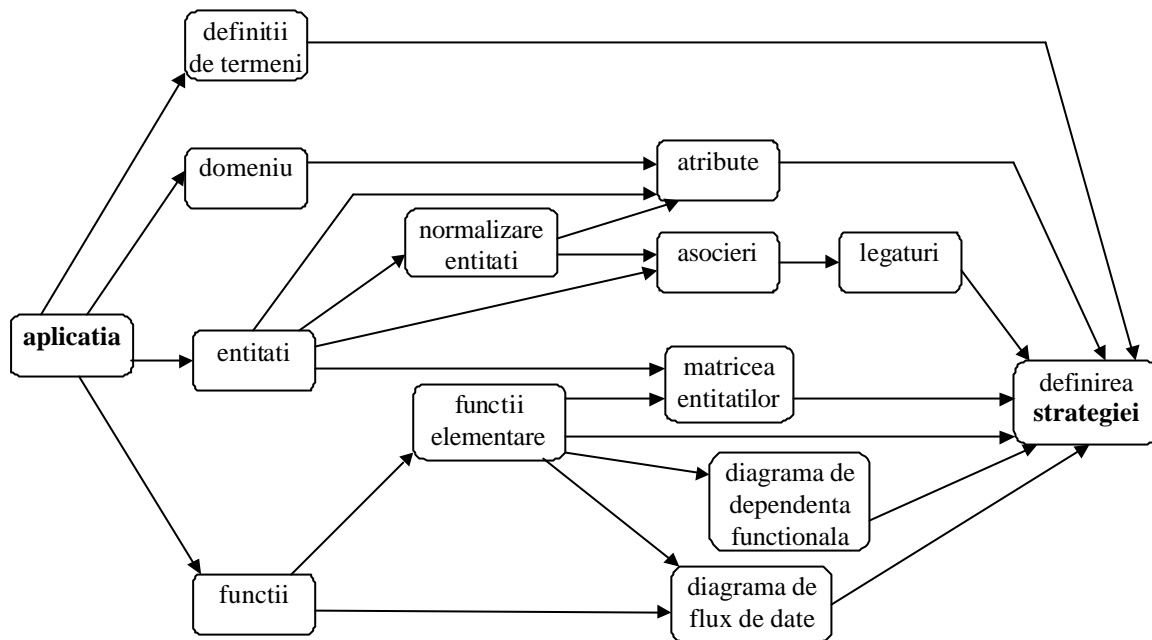 definitii
de termeni
domeniu
atribute
normalizare
entitati
asocieri
legaturi
aplicatia
entitati
matricea
entitatilor
definirea
strategiei
functii
elementare
diagrama de
dependenta
functionala
functii
diagrama de
flux de date